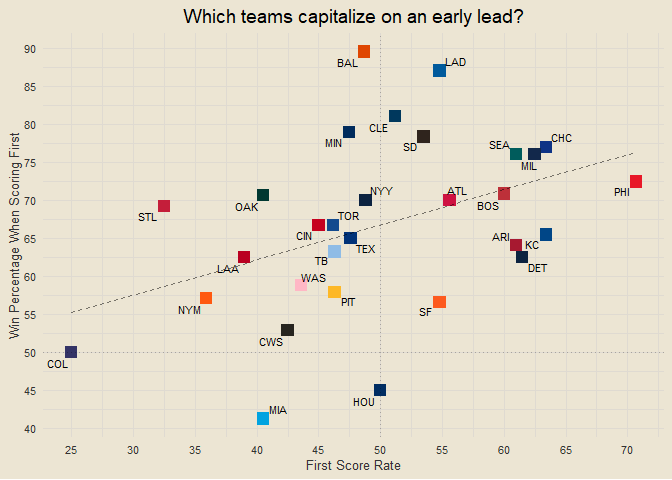 Which teams capitalize on an early lead?
Win Percentage When Scoring First
90
85
80
75
70
65
60
55
50
45
40
BAL
LAD
CLE
MIN
SD
SEA
CHC
MIL
PHI
STL
OAK
NYY
ATL
BOS
TOR
CIN
TEX
TB
ARI
KC
DET
LAA
WAS
NYM
PIT
SF
CWS
COL
HOU
MIA
25
30
35
40
45
50
55
60
65
70
First Score Rate